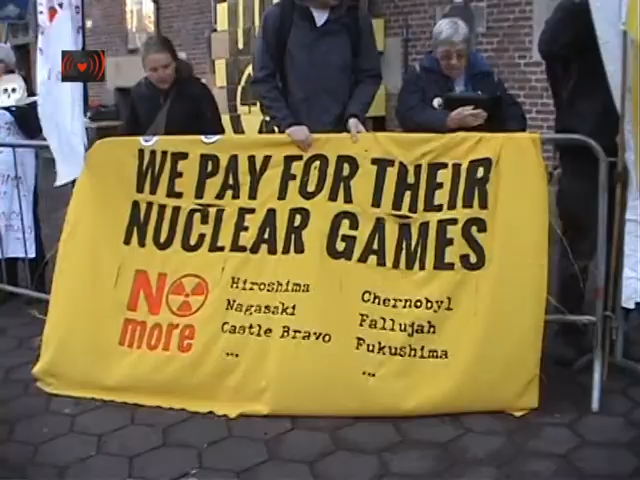 WE PAY FOR THEIR
NUCLEAR GAMES
NO
more
Hiroshima
Nagasaki
Castle Bravo
...
Chernobyl
Fallujah
Fukushima
...